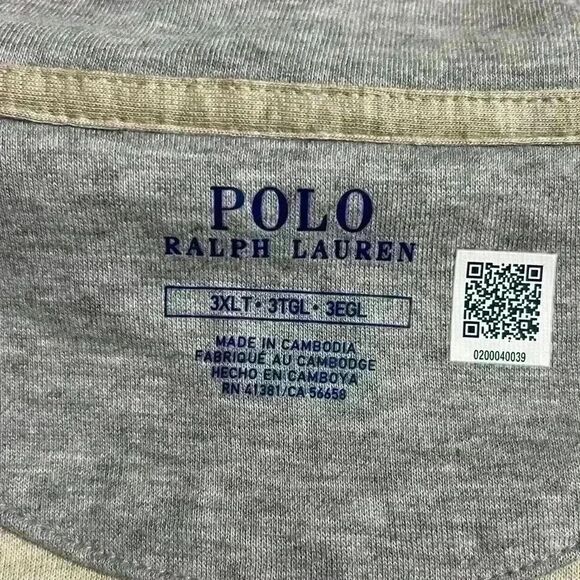 POLO
RALPH LAUREN
3XLT • 3TGL • 3EGL
MADE IN CAMBODIA
FABRIQUÉ AU CAMBODGE
HECHO EN CAMBOYA
RN 41381/CA 56658
0200040039